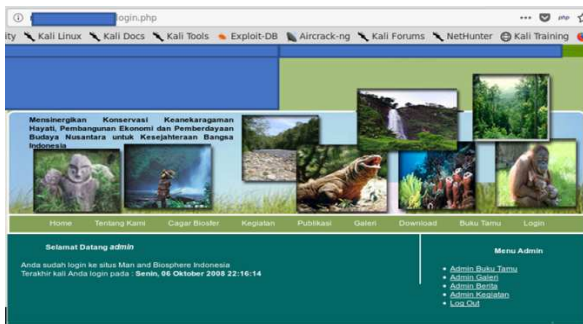 login.php
ity Kali Linux Kali Docs Kali Tools Exploit-DB Aircrack-ng Kali Forums NetHunter Kali Training
Mensinergikan Konservasi Keanekaragaman
Hayati, Pembangunan Ekonomi dan Pemberdayaan
Budaya Nusantara untuk Kesejahteraan Bangsa
Indonesia
Home Tentang Kami Cagar Biosfer Kegiatan Publikasi Galeri Download Buku Tamu Login
Selamat Datang admin
Anda sudah login ke situs Man and Biosphere Indonesia
Terakhir kali Anda login pada : Senin, 06 Oktober 2008 22:16:14
Menu Admin
Admin Buku Tamu
Admin Galeri
Admin Berita
Admin Kegiatan
Log Out